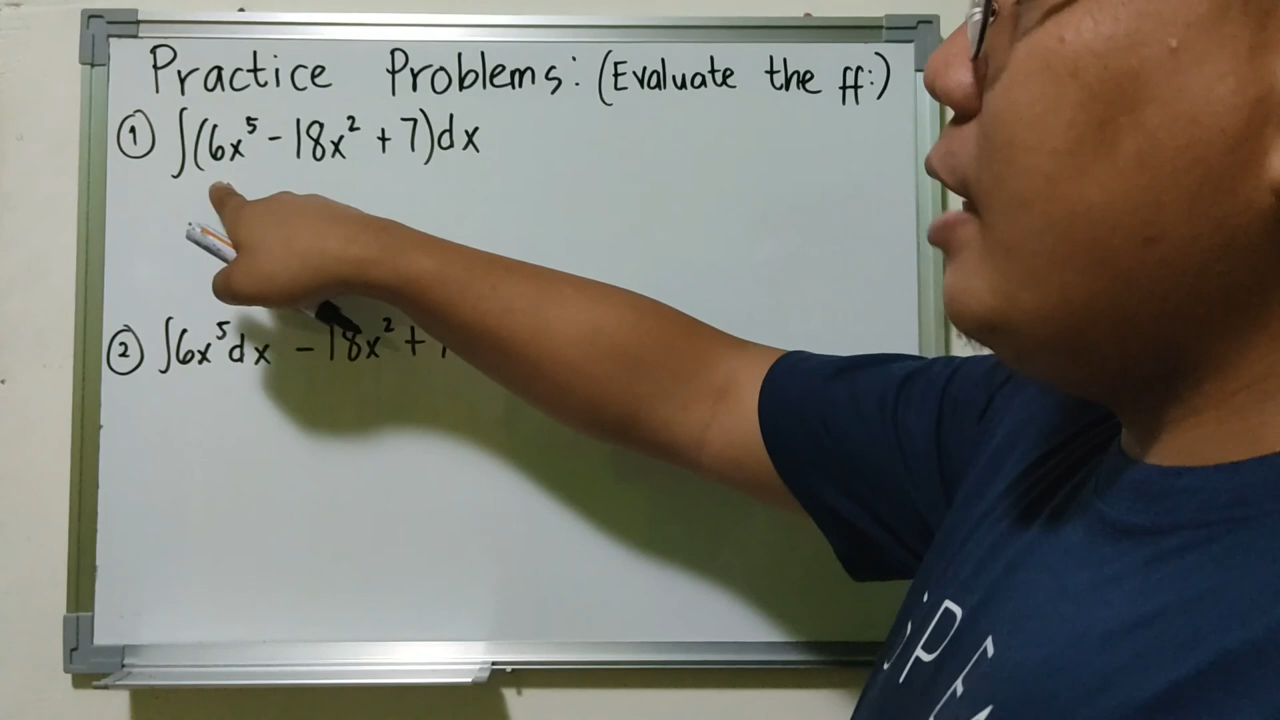 Practice Problems: (Evaluate the ff:)
① ∫(6x⁵ - 18x² + 7)dx
② ∫6x⁵dx - 18x² +